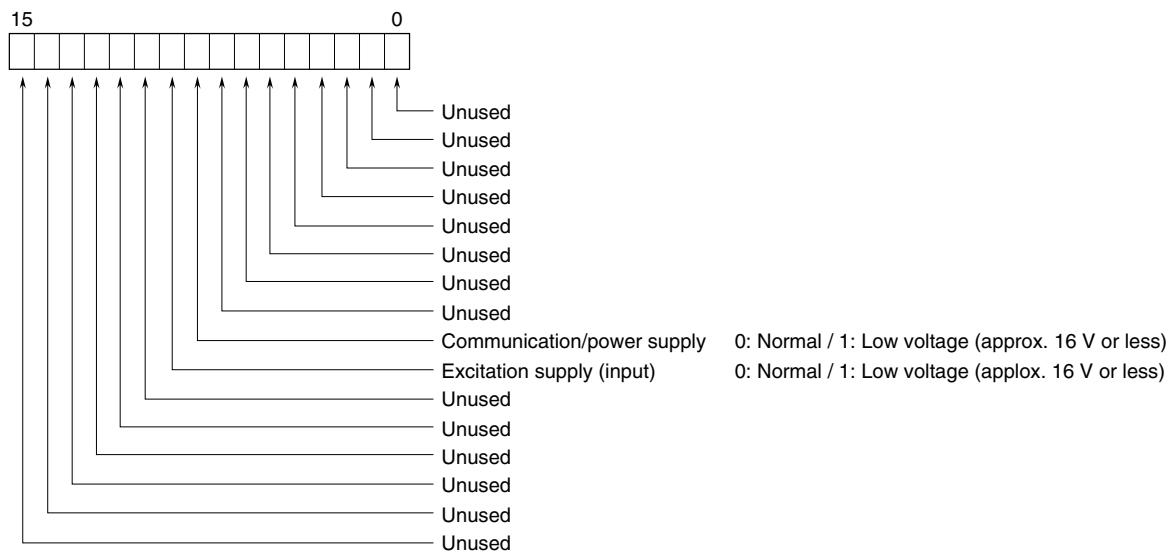 15 0
Unused
Unused
Unused
Unused
Unused
Unused
Unused
Unused
Communication/power supply 0: Normal / 1: Low voltage (approx. 16 V or less)
Excitation supply (input) 0: Normal / 1: Low voltage (applox. 16 V or less)
Unused
Unused
Unused
Unused
Unused
Unused